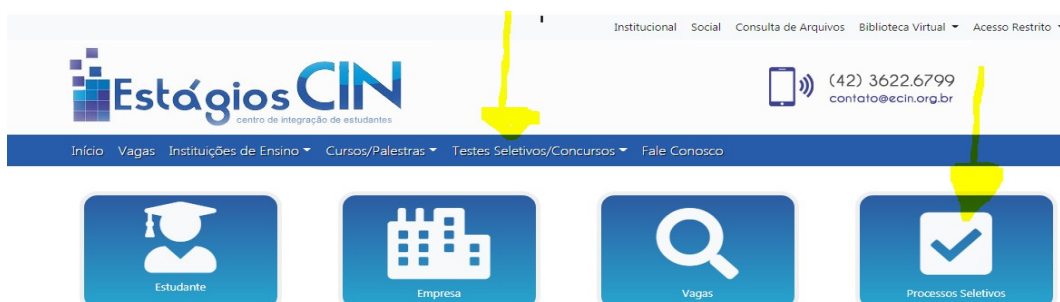 Institucional Social Consulta de Arquivos Biblioteca Virtual Acesso Restrito
Estágios CIN
centro de integração de estudantes
(42) 3622.6799
contato@ecin.org.br
Início Vagas Instituições de Ensino Cursos/Palestras Testes Seletivos/Concursos Fale Conosco
Estudante Empresa Vagas Processos Seletivos